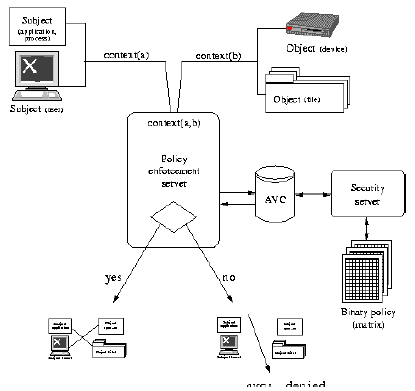 Subject
(application,
process)
context(a)
context(b)
Object (device)
Subject (user)
Object (file)
context(a,b)
Policy
enforcement
server
AVC
Security
server
yes
no
Binary policy
(matrix)
denied